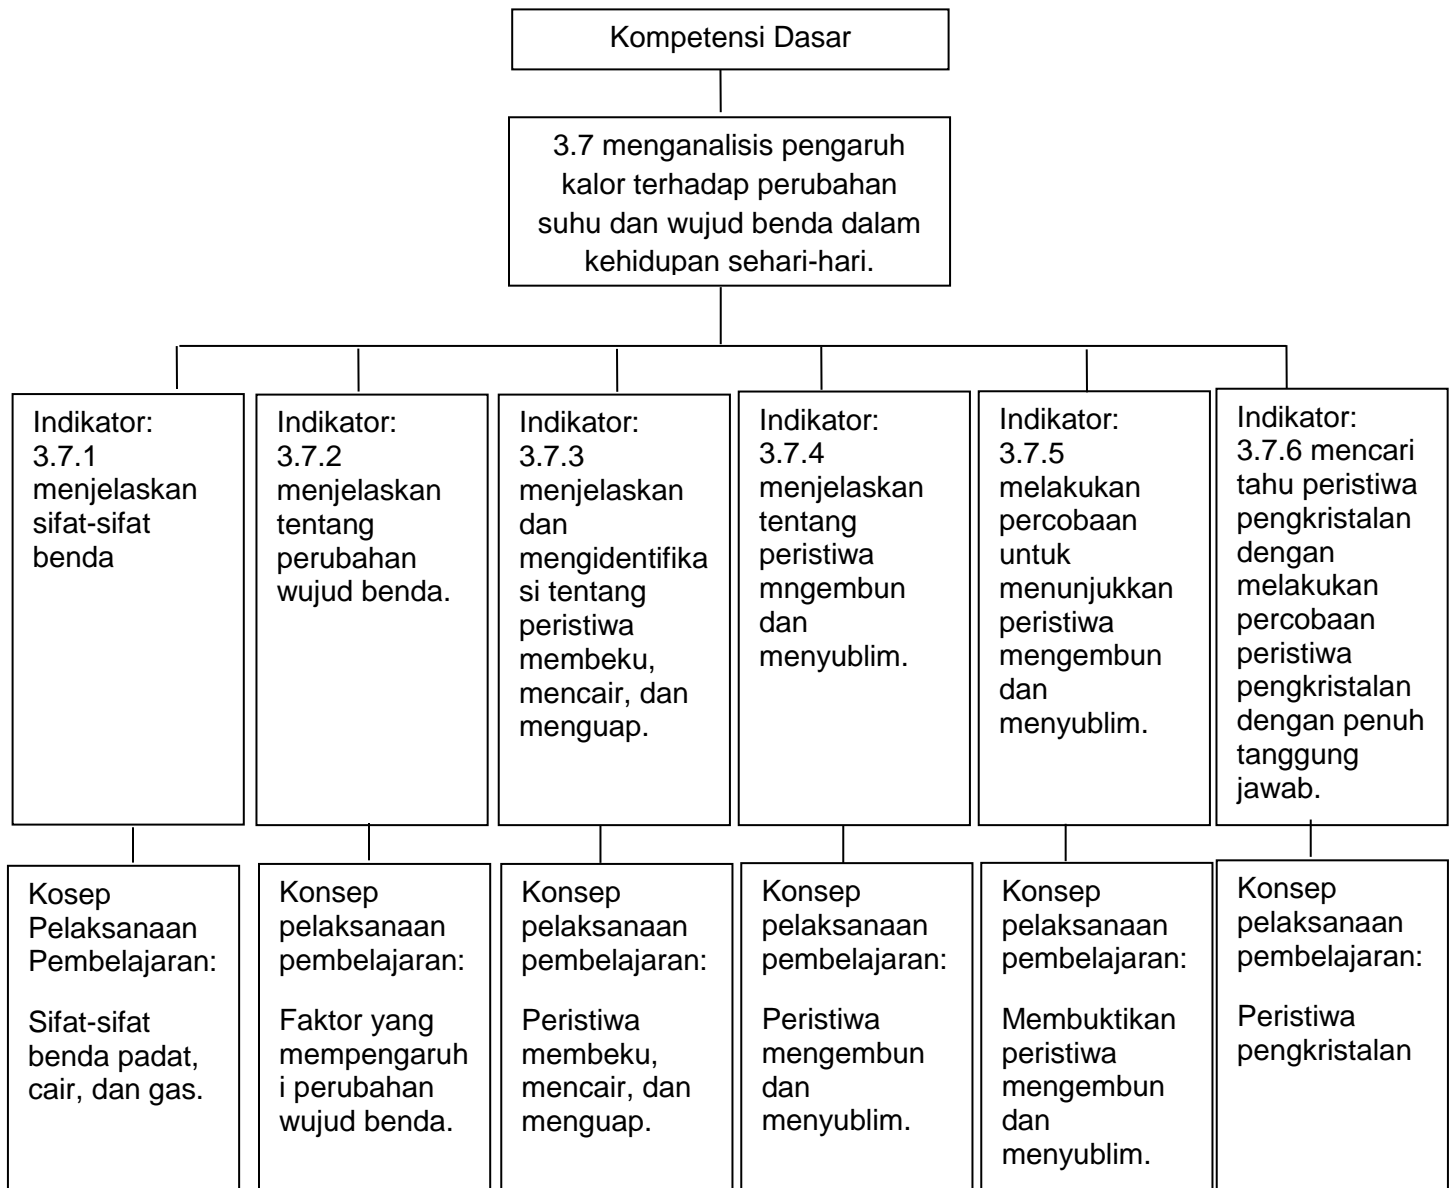 Kompetensi Dasar
3.7 menganalisis pengaruh
kalor terhadap perubahan
suhu dan wujud benda dalam
kehidupan sehari-hari.
Indikator:
3.7.1
menjelaskan
sifat-sifat
benda
Indikator:
3.7.2
menjelaskan
tentang
perubahan
wujud benda.
Indikator:
3.7.3
menjelaskan
dan
mengidentifika
si tentang
peristiwa
membeku,
mencair, dan
menguap.
Indikator:
3.7.4
menjelaskan
tentang
peristiwa
mngembun
dan
menyublim.
Indikator:
3.7.5
melakukan
percobaan
untuk
menunjukkan
peristiwa
mengembun
dan
menyublim.
Indikator:
3.7.6 mencari
tahu peristiwa
pengkristalan
dengan
melakukan
percobaan
peristiwa
pengkristalan
dengan penuh
tanggung
jawab.
Kosep
Pelaksanaan
Pembelajaran:
Sifat-sifat
benda padat,
cair, dan gas.
Konsep
pelaksanaan
pembelajaran:
Faktor yang
mempengaruh
i perubahan
wujud benda.
Konsep
pelaksanaan
pembelajaran:
Peristiwa
membeku,
mencair, dan
menguap.
Konsep
pelaksanaan
pembelajaran:
Peristiwa
mengembun
dan
menyublim.
Konsep
pelaksanaan
pembelajaran:
Membuktikan
peristiwa
mengembun
dan
menyublim.
Konsep
pelaksanaan
pembelajaran:
Peristiwa
pengkristalan